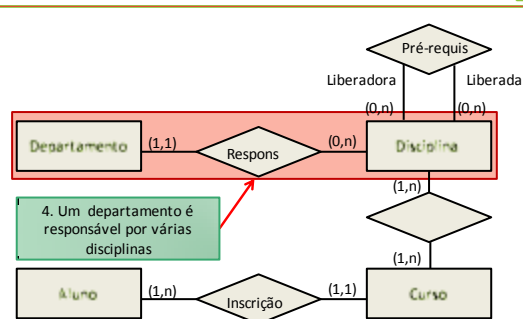 Pré-requis
Liberadora
Liberada
(0,n)
(0,n)
Departamento
(1,1)
Respons
(0,n)
Disciplina
(1,n)
4. Um departamento é
responsável por várias
disciplinas
(1,n)
Aluno
(1,n)
Inscrição
(1,1)
Curso